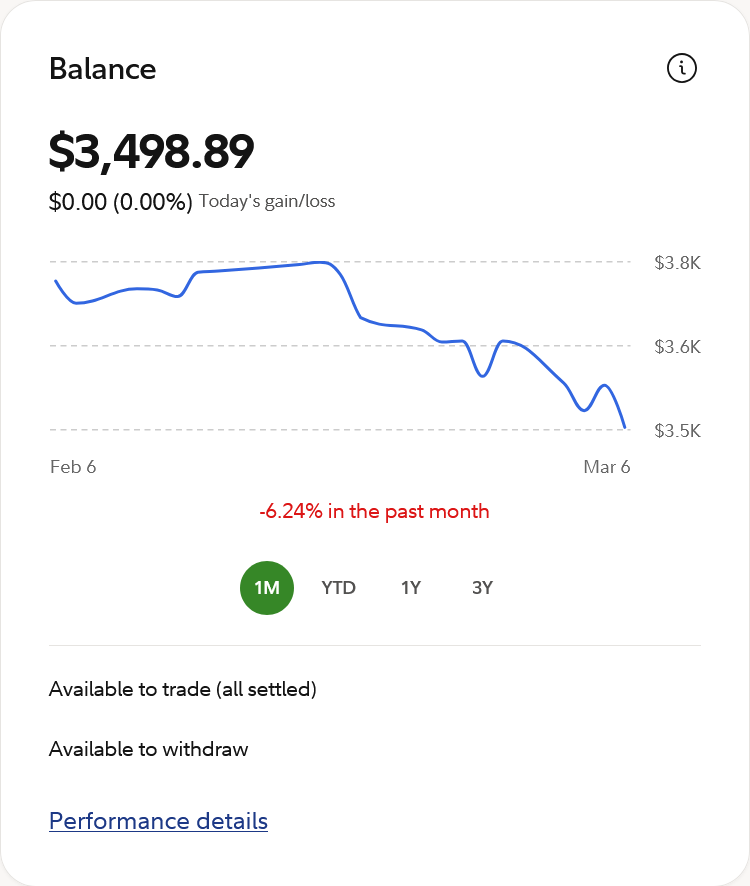 Balance
$3,498.89
$0.00 (0.00%) Today's gain/loss
$3.8K
$3.6K
$3.5K
Feb 6 Mar 6
-6.24% in the past month
1M YTD 1Y 3Y
Available to trade (all settled)
Available to withdraw
Performance details